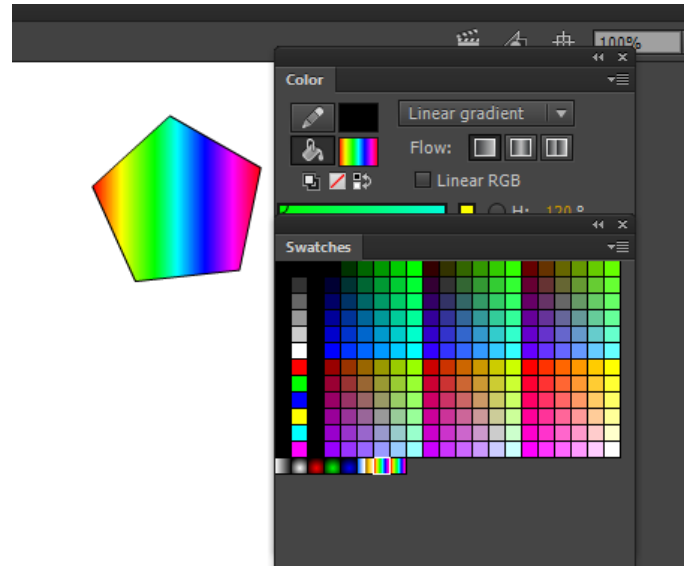 100%
Color
Linear gradient
Flow:
Linear RGB
H: 120 °
Swatches